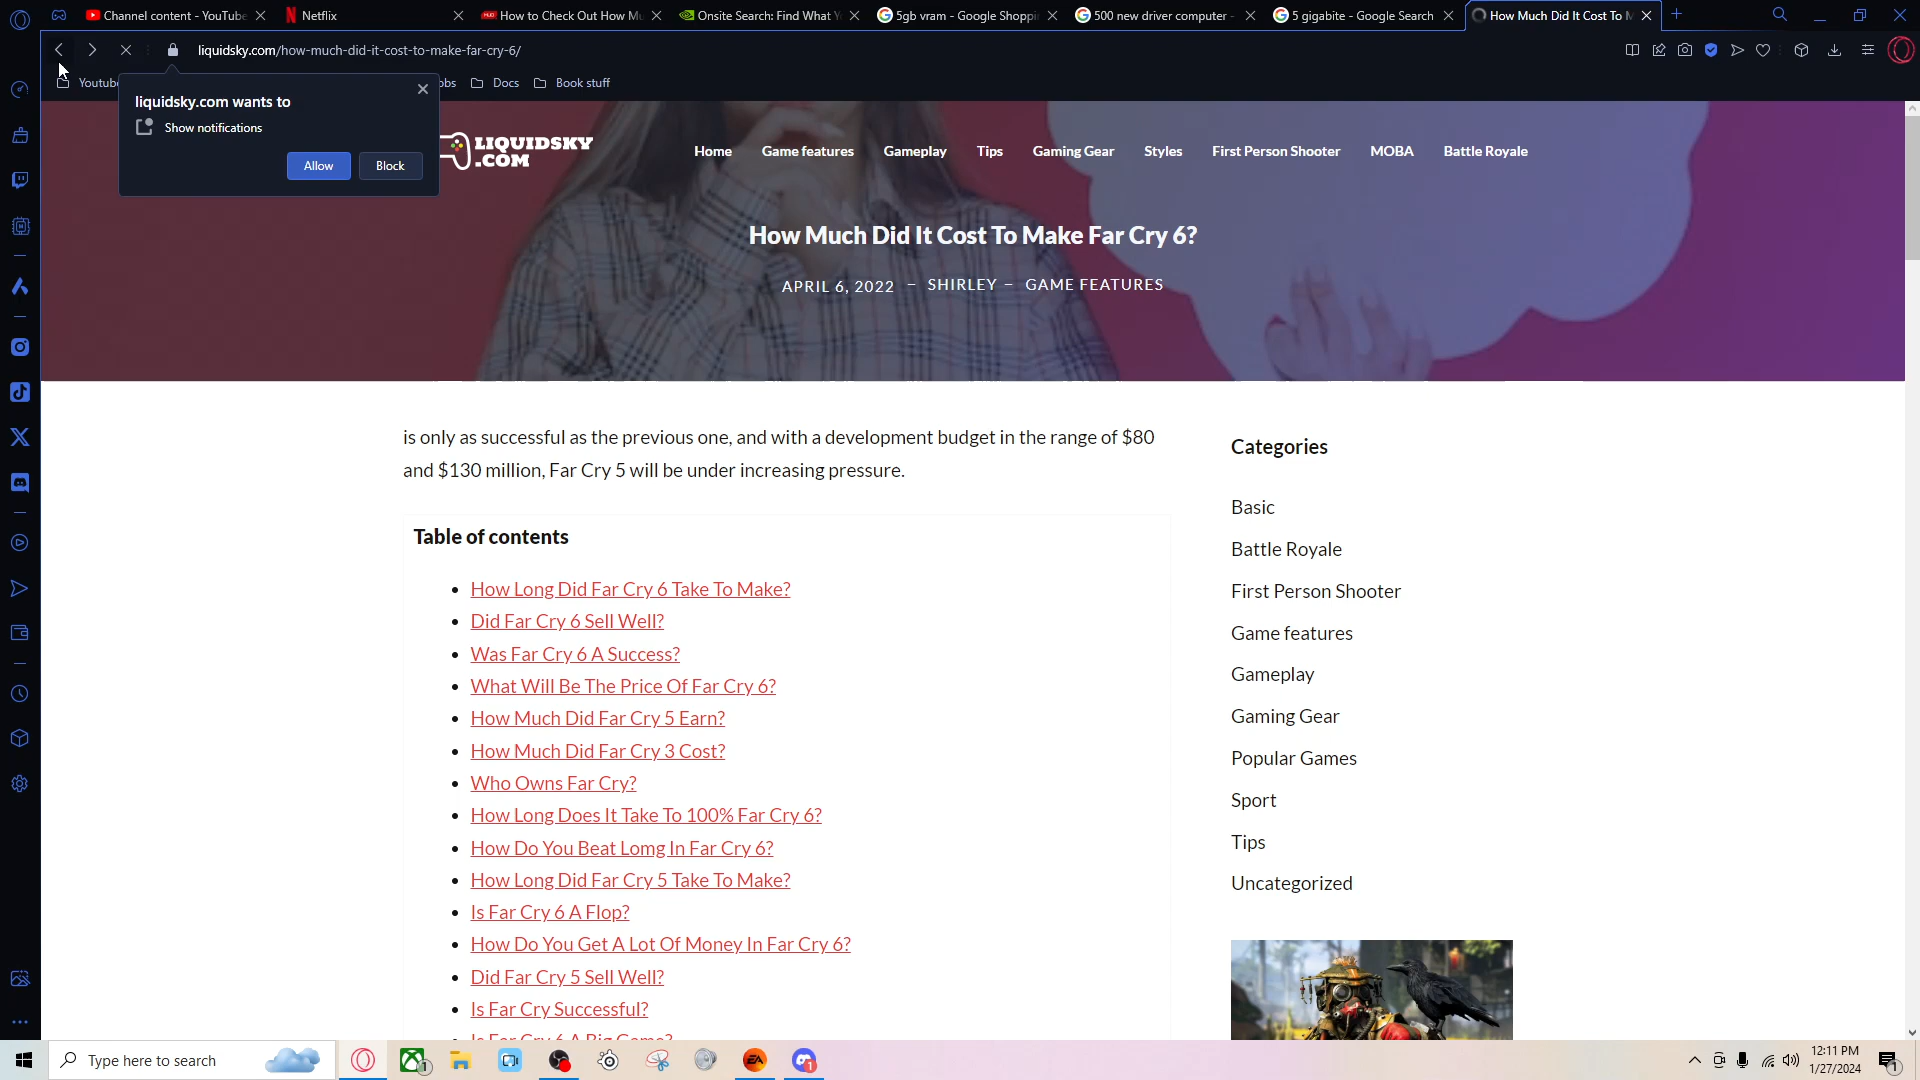 Channel content - YouTube
Netflix
How to Check Out How Mu
Onsite Search: Find What Y
5gb vram - Google Shoppi
500 new driver computer -
5 gigabite - Google Search
How Much Did It Cost To M
liquidsky.com/how-much-did-it-cost-to-make-far-cry-6/
Youtube
obs
Docs
Book stuff
liquidsky.com wants to
Show notifications
Allow
Block
LIQUIDSKY
.COM
Home
Game features
Gameplay
Tips
Gaming Gear
Styles
First Person Shooter
MOBA
Battle Royale
How Much Did It Cost To Make Far Cry 6?
APRIL 6, 2022 – SHIRLEY – GAME FEATURES
is only as successful as the previous one, and with a development budget in the range of $80
and $130 million, Far Cry 5 will be under increasing pressure.
Table of contents
How Long Did Far Cry 6 Take To Make?
Did Far Cry 6 Sell Well?
Was Far Cry 6 A Success?
What Will Be The Price Of Far Cry 6?
How Much Did Far Cry 5 Earn?
How Much Did Far Cry 3 Cost?
Who Owns Far Cry?
How Long Does It Take To 100% Far Cry 6?
How Do You Beat Lomg In Far Cry 6?
How Long Did Far Cry 5 Take To Make?
Is Far Cry 6 A Flop?
How Do You Get A Lot Of Money In Far Cry 6?
Did Far Cry 5 Sell Well?
Is Far Cry Successful?
Is Far Cry 6 A Big Game?
Categories
Basic
Battle Royale
First Person Shooter
Game features
Gameplay
Gaming Gear
Popular Games
Sport
Tips
Uncategorized
Type here to search
12:11 PM
1/27/2024